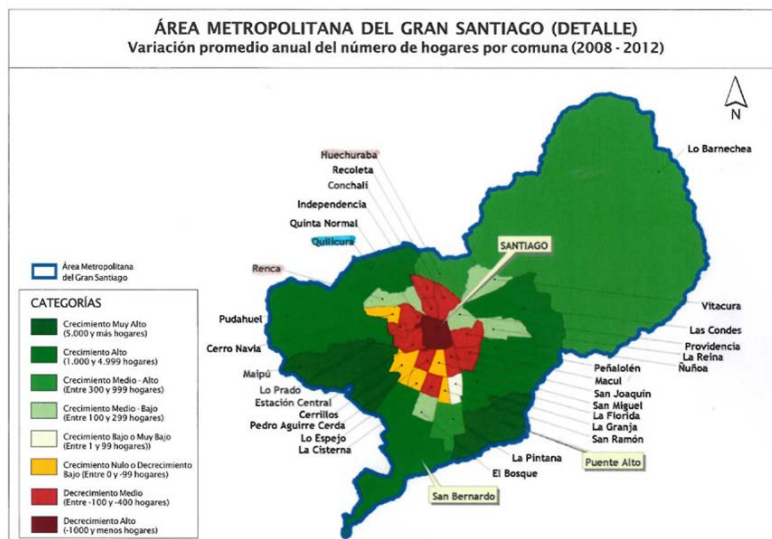 ÁREA METROPOLITANA DEL GRAN SANTIAGO (DETALLE)
Variación promedio anual del número de hogares por comuna (2008 - 2012)
N
Lo Barnechea
Huechuraba
Recoleta
Conchalí
Independencia
Quinta Normal
Quilicura
Renca
SANTIAGO
Pudahuel
Cerro Navia
Maipú
Lo Prado
Estación Central
Cerrillos
Pedro Aguirre Cerda
Lo Espejo
La Cisterna
Vitacura
Las Condes
Providencia
La Reina
Ñuñoa
Peñalolén
Macul
San Joaquín
San Miguel
La Florida
La Granja
San Ramón
La Pintana
El Bosque
Puente Alto
San Bernardo
Área Metropolitana
del Gran Santiago
CATEGORÍAS
Crecimiento Muy Alto
(5.000 y más hogares)
Crecimiento Alto
(1.000 y 4.999 hogares)
Crecimiento Medio - Alto
(Entre 300 y 999 hogares)
Crecimiento Medio - Bajo
(Entre 100 y 299 hogares)
Crecimiento Bajo o Muy Bajo
(Entre 1 y 99 hogares))
Crecimiento Nulo o Decrecimiento
Bajo (Entre 0 y -99 hogares)
Decrecimiento Medio
(Entre -100 y -400 hogares)
Decrecimiento Alto
(-1000 y menos hogares)